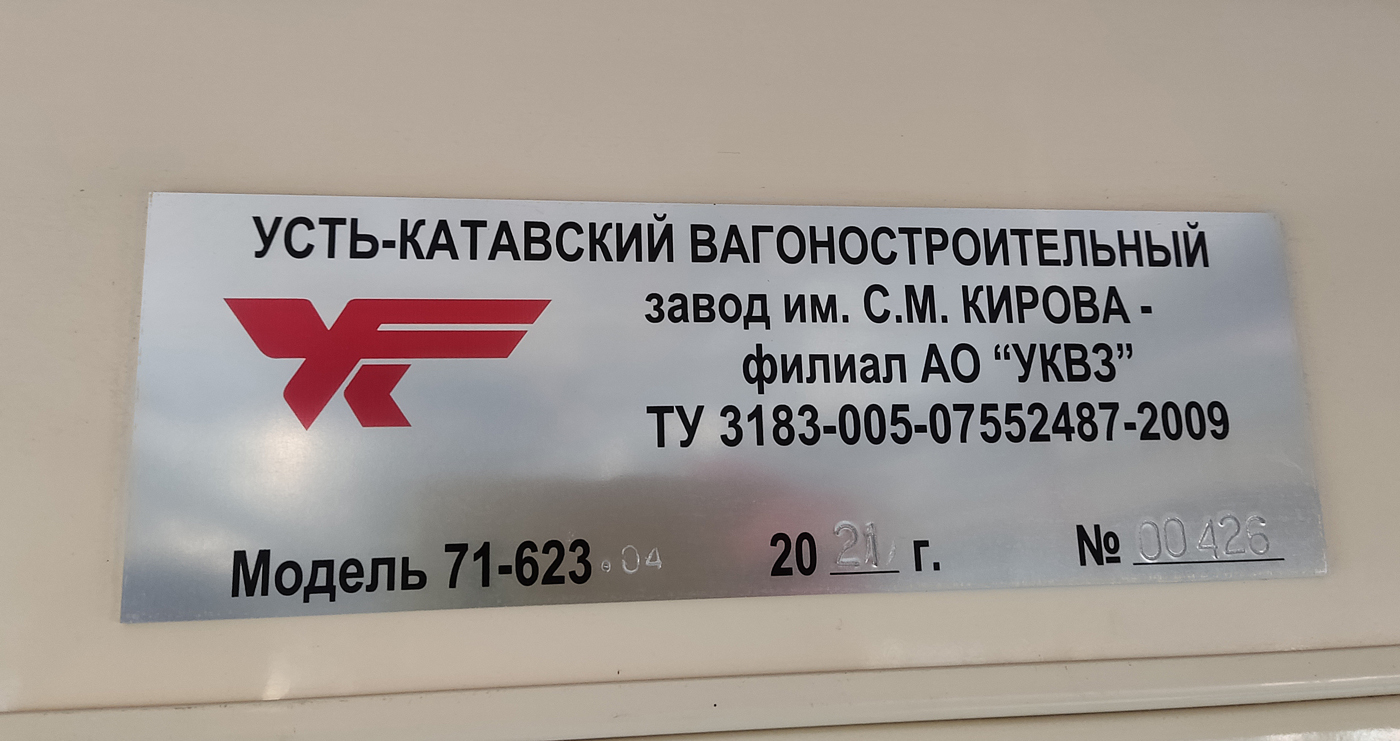 УСТЬ-КАТАВСКИЙ ВАГОНОСТРОИТЕЛЬНЫЙ
завод им. С.М. КИРОВА -
филиал АО “УКВЗ”
ТУ 3183-005-07552487-2009
Модель 71-623.04 2021 г. № 00426